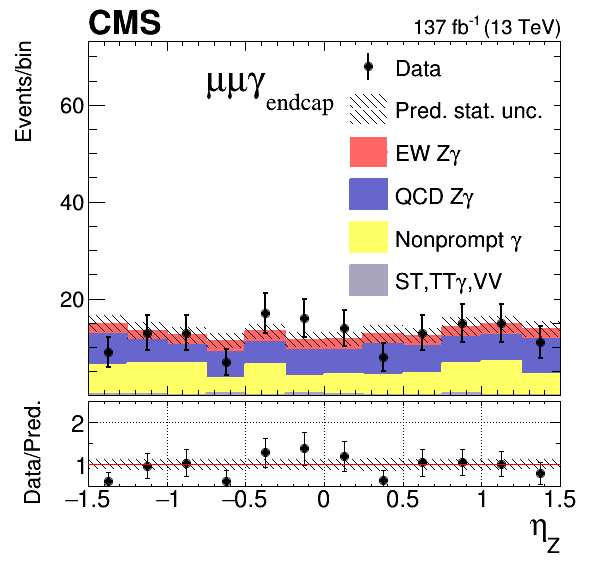 CMS 137 fb⁻¹ (13 TeV)
Events/bin
60
40
20
μμγ endcap
Data
Pred. stat. unc.
EW Zγ
QCD Zγ
Nonprompt γ
ST,TTγ,VV
Data/Pred.
2
1
−1.5 −1 −0.5 0 0.5 1 1.5
η_Z